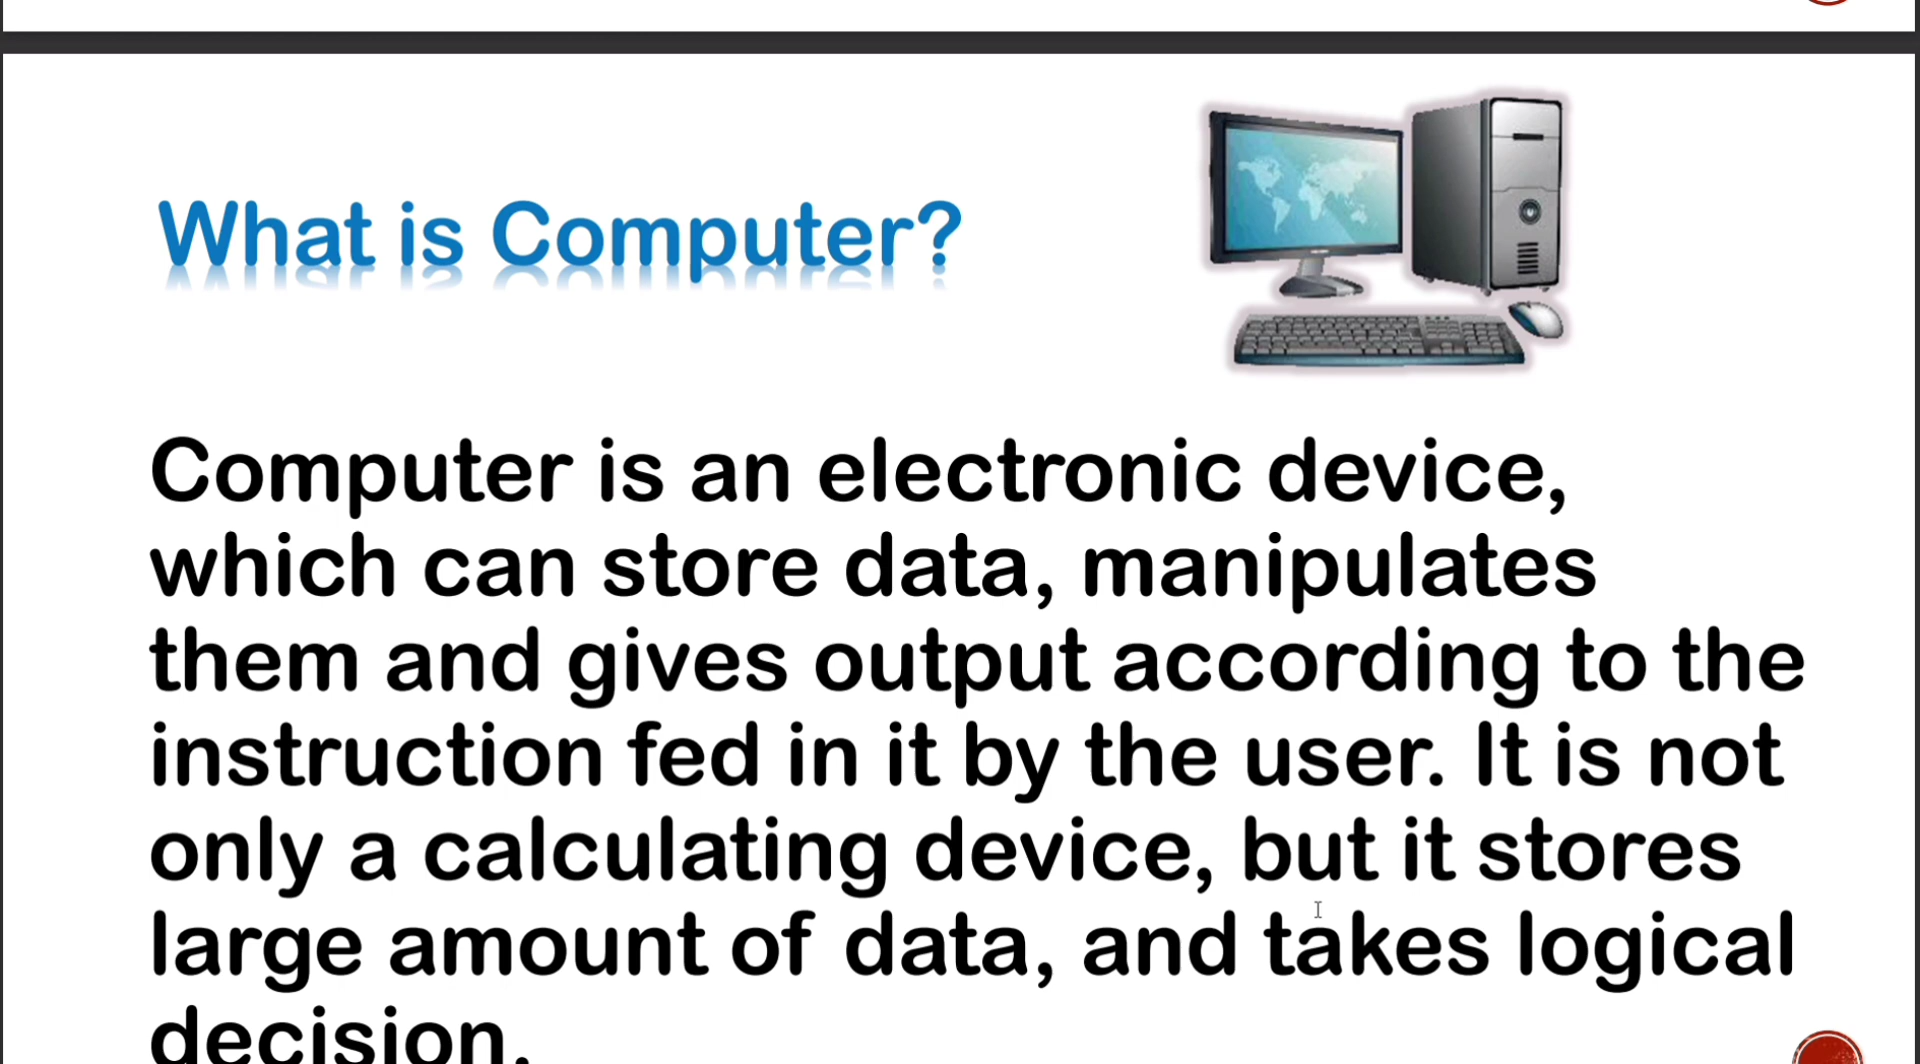 What is Computer?
Computer is an electronic device,
which can store data, manipulates
them and gives output according to the
instruction fed in it by the user. It is not
only a calculating device, but it stores
large amount of data, and takes logical
decision.